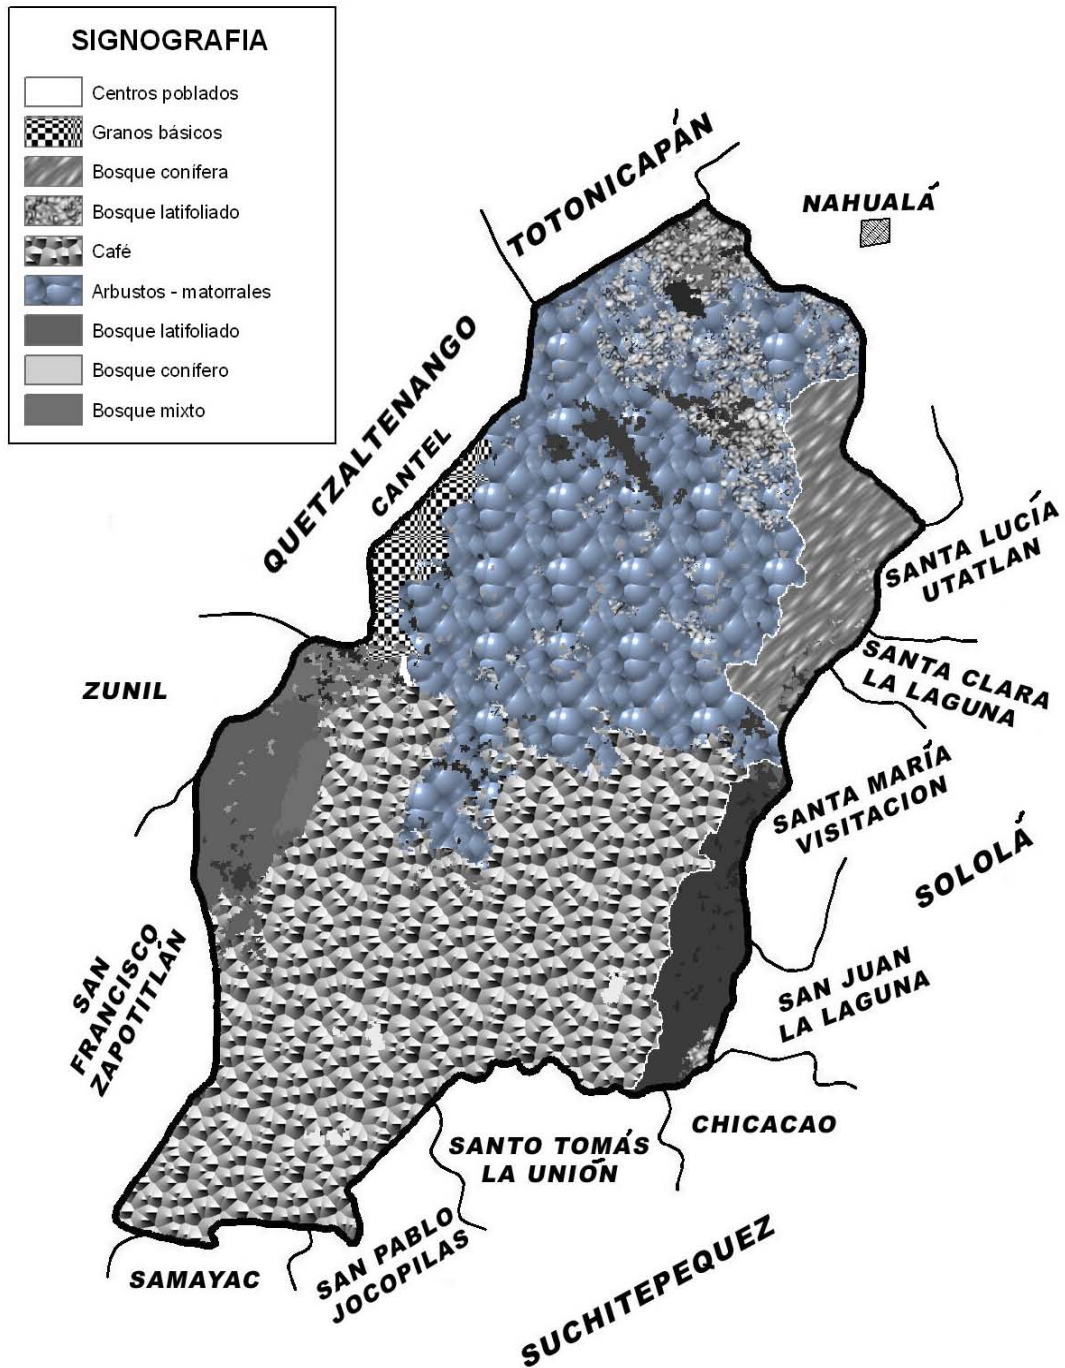 SIGNOGRAFIA
Centros poblados
Granos básicos
Bosque conífera
Bosque latifoliado
Café
Arbustos - matorrales
Bosque latifoliado
Bosque conífero
Bosque mixto
TOTONICAPÁN
NAHUALÁ
QUETZALTENANGO
CANTEL
SANTA LUCÍA
UTATLAN
ZUNIL
SANTA CLARA
LA LAGUNA
SANTA MARÍA
VISITACION
SOLOLÁ
SAN
FRANCISCO
ZAPOTITLÁN
SAN JUAN
LA LAGUNA
CHICACAO
SANTO TOMÁS
LA UNIÓN
SAN PABLO
JOCOPILAS
SAMAYAC
SUCHITEPEQUEZ